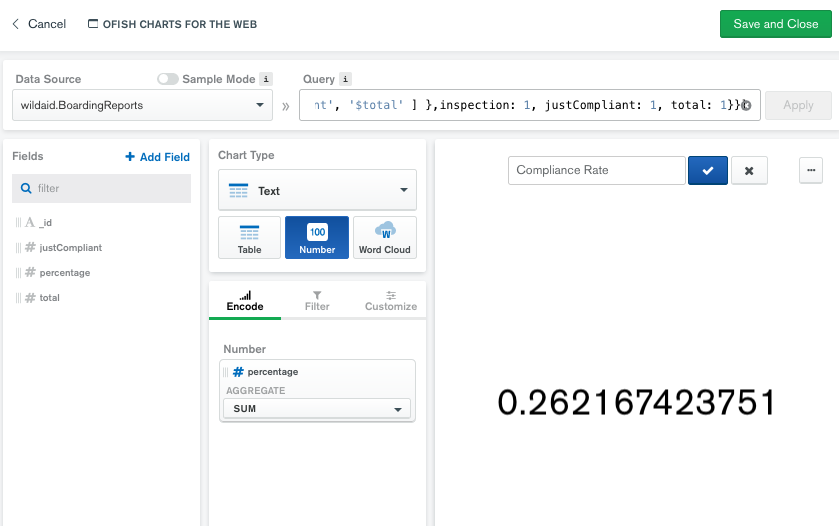 Cancel
OFISH CHARTS FOR THE WEB
Save and Close
Data Source
Sample Mode i
Query i
wildaid.BoardingReports
»
nt', '$total' ] },inspection: 1, justCompliant: 1, total: 1}}
Apply
Fields
+ Add Field
filter
A _id
# justCompliant
# percentage
# total
Chart Type
Text
Table
100
Number
W
Word Cloud
Encode
Filter
Customize
Number
# percentage
AGGREGATE
SUM
Compliance Rate
...
0.262167423751